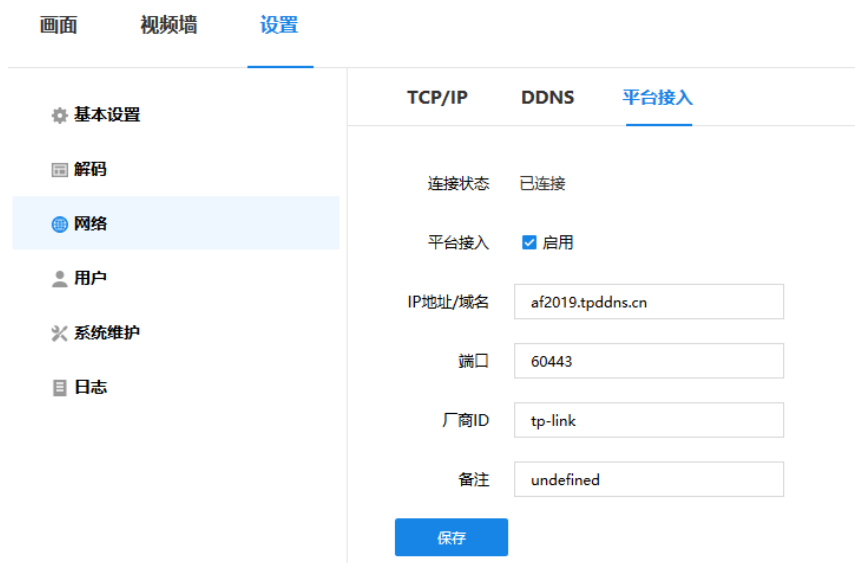 画面 视频墙 设置
基本设置
解码
网络
用户
系统维护
日志
TCP/IP DDNS 平台接入
连接状态 已连接
平台接入 启用
IP地址/域名 af2019.tpddns.cn
端口 60443
厂商ID tp-link
备注 undefined
保存